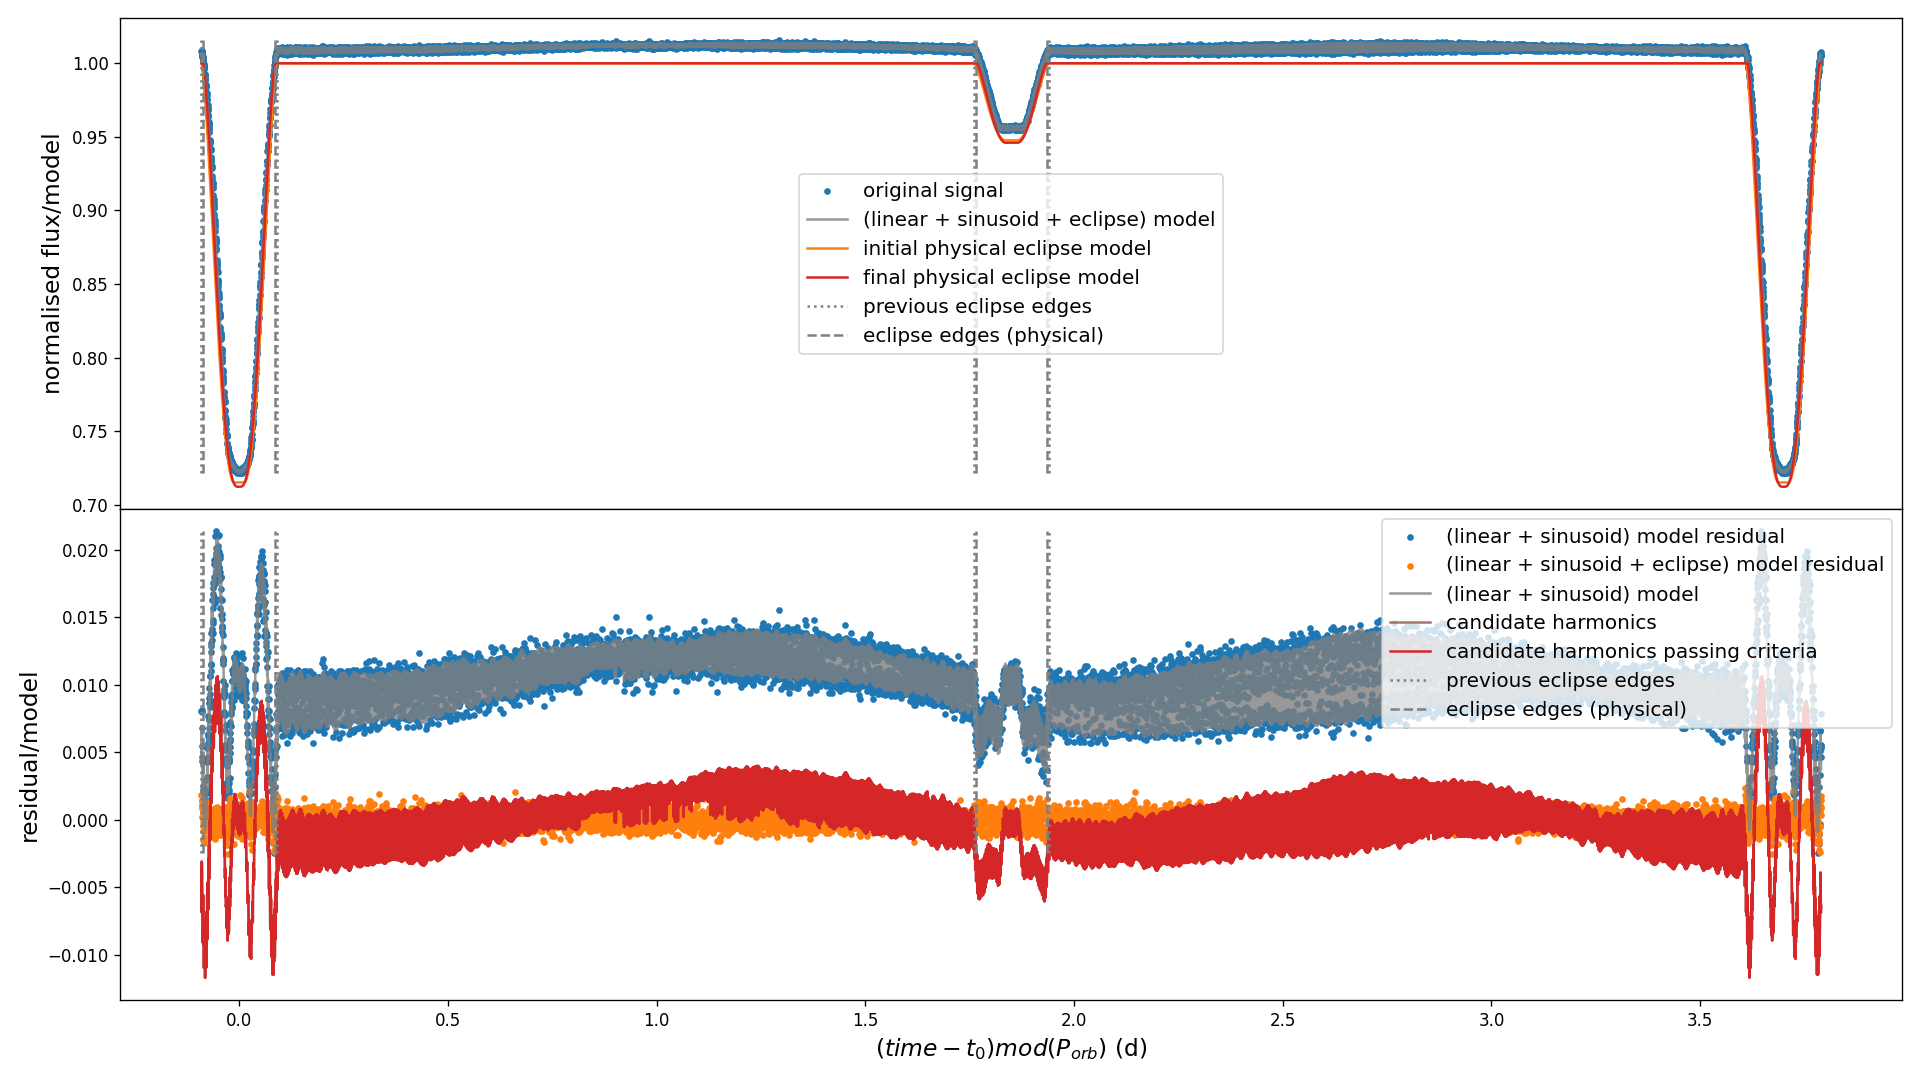 normalised flux/model
1.00
0.95
0.90
0.85
0.80
0.75
0.70
original signal
(linear + sinusoid + eclipse) model
initial physical eclipse model
final physical eclipse model
previous eclipse edges
eclipse edges (physical)
residual/model
0.020
0.015
0.010
0.005
0.000
−0.005
−0.010
(linear + sinusoid) model residual
(linear + sinusoid + eclipse) model residual
(linear + sinusoid) model
candidate harmonics
candidate harmonics passing criteria
previous eclipse edges
eclipse edges (physical)
0.0 0.5 1.0 1.5 2.0 2.5 3.0 3.5
(time − t₀)mod(Pₒᵣb) (d)